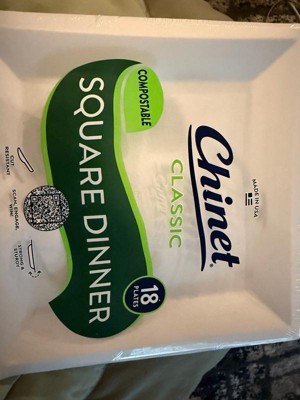 MADE IN USA
Chinet®
CLASSIC
COMPOSTABLE
SQUARE DINNER
18
PLATES
CUT
RESISTANT
SCAN, ENGAGE,
WIN!
STRONG &
STURDY